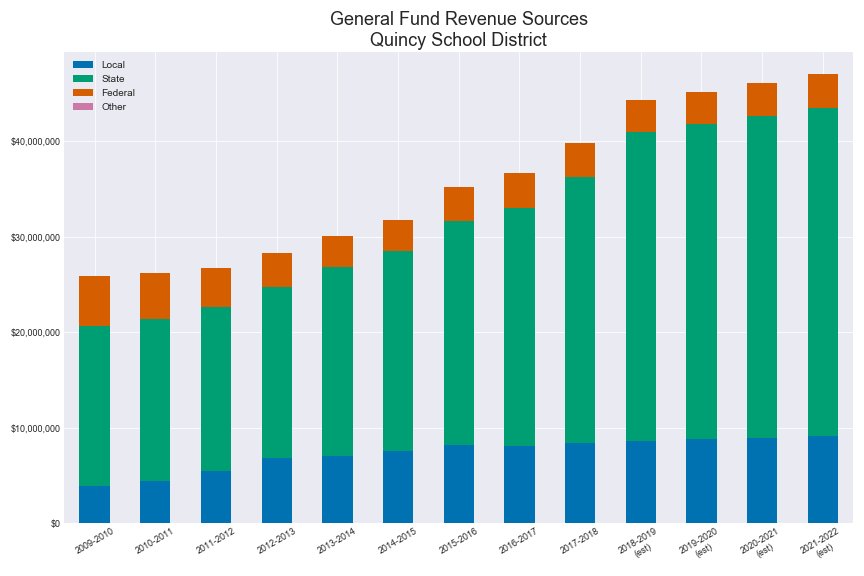 General Fund Revenue Sources
Quincy School District
Local
State
Federal
Other
$40,000,000
$30,000,000
$20,000,000
$10,000,000
$0
2009-2010
2010-2011
2011-2012
2012-2013
2013-2014
2014-2015
2015-2016
2016-2017
2017-2018
2018-2019
(est)
2019-2020
(est)
2020-2021
(est)
2021-2022
(est)